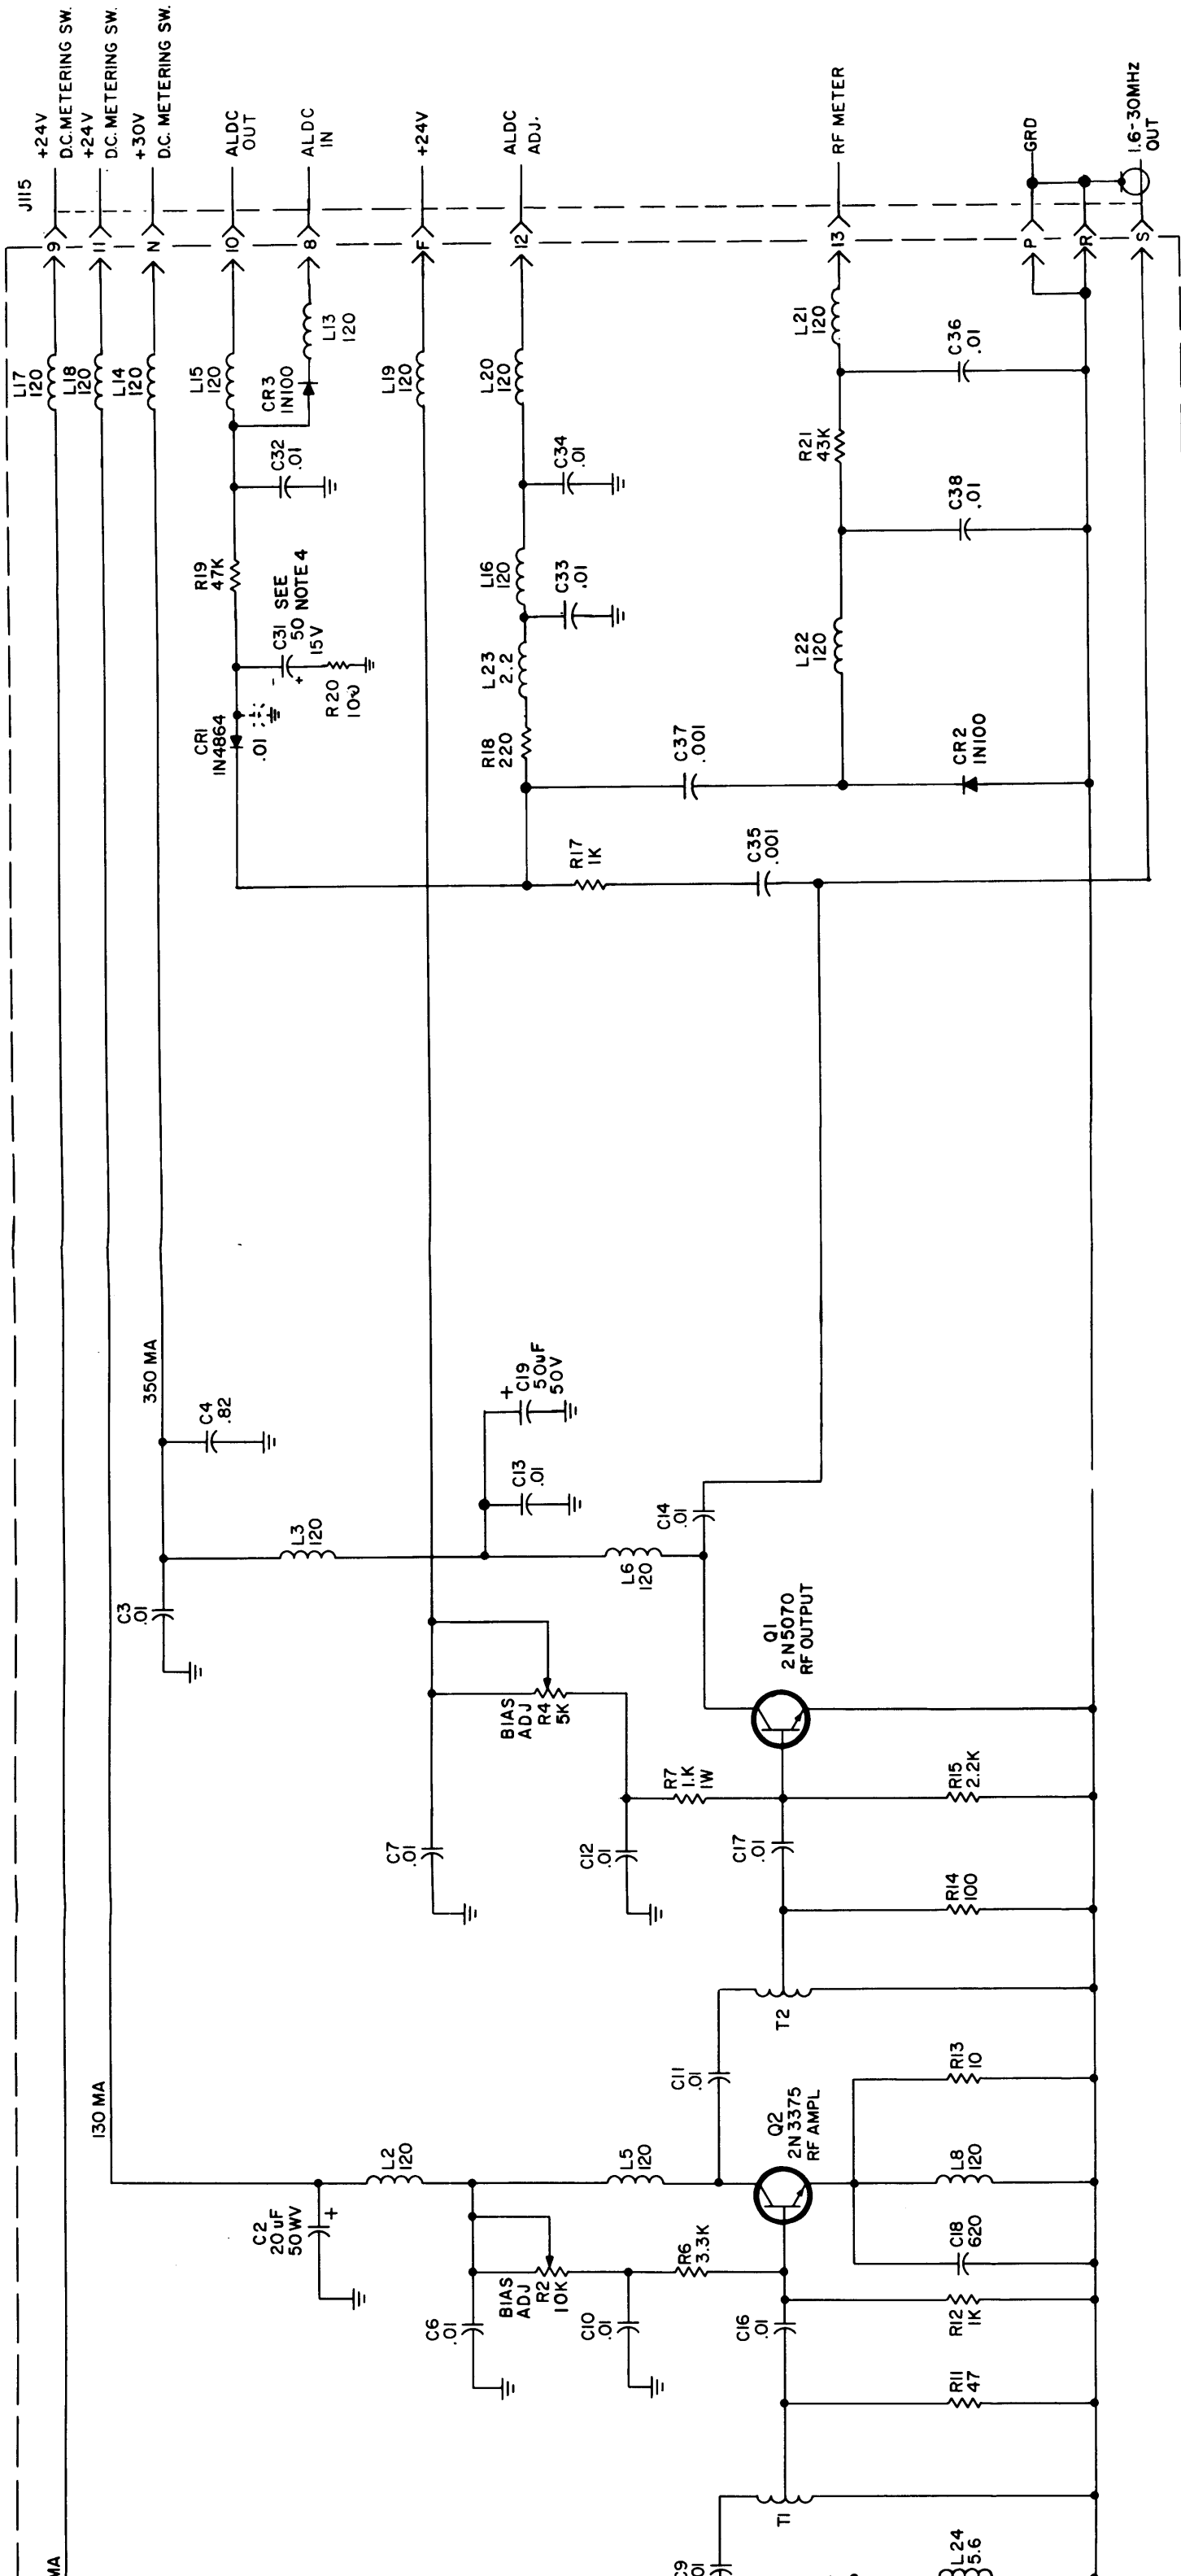 J115
+24V
D.C. METERING SW.
+24V
D.C. METERING SW.
+30V
D.C. METERING SW.
ALDC
OUT
ALDC
IN
+24V
ALDC
ADJ.
RF METER
GRD
1.6-30MHz
OUT
9
11
N
10
8
F
12
13
P
R
S
L17
120
L18
120
L14
120
L15
120
L13
120
CR3
1N100
L19
120
L20
120
L21
120
C36
.01
C32
.01
C34
.01
R21
43K
C38
.01
R19
47K
C31
50
15V
SEE
NOTE 4
-
+
R20
10Ω
L16
120
C33
.01
L23
2.2
L22
120
CR1
1N4864
.01
R18
220
C37
.001
CR2
1N100
R17
1K
C35
.001
350 MA
C4
.82
+
C19
50uF
50V
C13
.01
C14
.01
L3
120
L6
120
C3
.01
Q1
2N5070
RF OUTPUT
BIAS
ADJ
R4
5K
R7
1.K
1W
R15
2.2K
C7
.01
C12
.01
C17
.01
R14
100
T2
130 MA
C11
.01
R13
10
Q2
2N3375
RF AMPL
L2
120
L5
120
L8
120
C2
20uF
50WV
+
C18
620
R6
3.3K
BIAS
ADJ
R2
10K
C6
.01
C10
.01
C16
.01
R12
1K
R11
47
T1
L24
5.6
C9
.01
MA